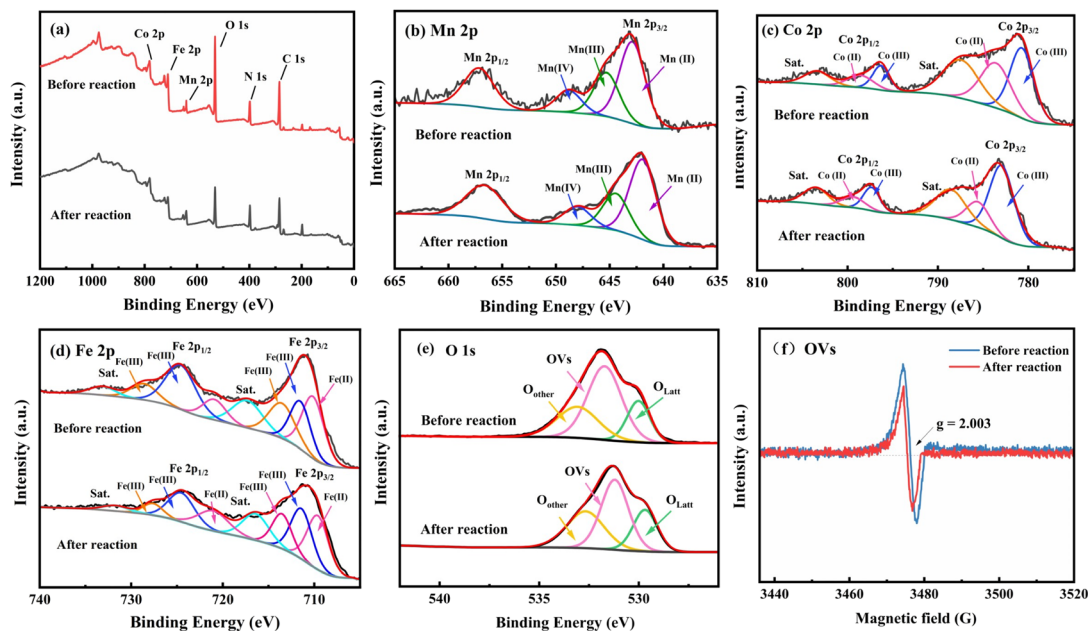 (a)
O 1s
Co 2p
Fe 2p
Mn 2p
N 1s
C 1s
Before reaction
After reaction
Intensity (a.u.)
1200 1000 800 600 400 200 0
Binding Energy (eV)
(b) Mn 2p
Mn 2p3/2
Mn 2p1/2
Mn(IV)
Mn(III)
Mn (II)
Before reaction
Mn 2p1/2
Mn(IV)
Mn(III)
Mn (II)
After reaction
Intensity (a.u.)
665 660 655 650 645 640 635
Binding Energy (eV)
(c) Co 2p
Co 2p3/2
Co 2p1/2
Sat.
Co (II)
Co (III)
Sat.
Co (II)
Co (III)
Before reaction
Co 2p3/2
Co 2p1/2
Sat.
Co (II)
Co (III)
Sat.
Co (II)
Co (III)
After reaction
Intensity (a.u.)
810 800 790 780
Binding Energy (eV)
(d) Fe 2p
Fe 2p1/2
Fe 2p3/2
Sat.
Fe(III)
Fe(III)
Sat.
Fe(III)
Fe(III)
Fe(II)
Before reaction
Fe 2p1/2
Fe 2p3/2
Sat.
Fe(III)
Fe(III)
Fe(II)
Sat.
Fe(III)
Fe(III)
Fe(II)
After reaction
Intensity (a.u.)
740 730 720 710
Binding Energy (eV)
(e) O 1s
OVs
Oother
OLatt
Before reaction
OVs
Oother
OLatt
After reaction
Intensity (a.u.)
540 535 530
Binding Energy (eV)
(f) OVs
Before reaction
After reaction
g = 2.003
Intensity (a.u.)
3440 3460 3480 3500 3520
Magnetic field (G)